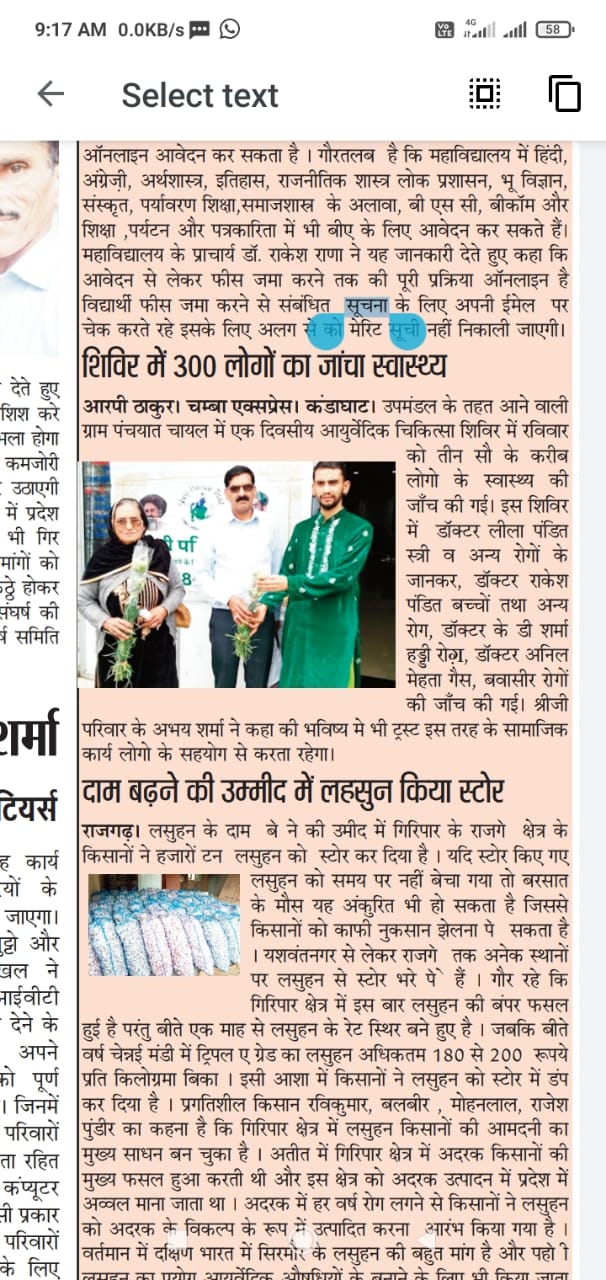 9:17 AM 0.0KB/s
Vo LTE 4G 58
Select text
ऑनलाइन आवेदन कर सकता है । गौरतलब है कि महाविद्यालय में हिंदी,
अंग्रेज़ी, अर्थशास्त्र, इतिहास, राजनीतिक शास्त्र लोक प्रशासन, भू विज्ञान,
संस्कृत, पर्यावरण शिक्षा,समाजशास्त्र के अलावा, बी एस सी, बीकॉम और
शिक्षा ,पर्यटन और पत्रकारिता में भी बीए के लिए आवेदन कर सकते हैं।
महाविद्यालय के प्राचार्य डॉ. राकेश राणा ने यह जानकारी देते हुए कहा कि
आवेदन से लेकर फीस जमा करने तक की पूरी प्रक्रिया ऑनलाइन है
विद्यार्थी फीस जमा करने से संबंधित सूचना के लिए अपनी ईमेल पर
चेक करते रहे इसके लिए अलग से को मेरिट सूची नहीं निकाली जाएगी।
शिविर में 300 लोगों का जांचा स्वास्थ्य
आरपी ठाकुर। चम्बा एक्सप्रेस। कंडाघाट। उपमंडल के तहत आने वाली
ग्राम पंचयात चायल में एक दिवसीय आयुर्वेदिक चिकित्सा शिविर में रविवार
को तीन सौ के करीब
लोगो के स्वास्थ्य की
जाँच की गई। इस शिविर
में डॉक्टर लीला पंडित
स्त्री व अन्य रोगों के
जानकर, डॉक्टर राकेश
पंडित बच्चों तथा अन्य
रोग, डॉक्टर के डी शर्मा
हड्डी रोग, डॉक्टर अनिल
मेहता गैस, बवासीर रोगों
की जाँच की गई। श्रीजी
परिवार के अभय शर्मा ने कहा की भविष्य मे भी ट्रस्ट इस तरह के सामाजिक
कार्य लोगो के सहयोग से करता रहेगा।
दाम बढ़ने की उम्मीद में लहसुन किया स्टोर
राजगढ़। लसुहन के दाम बे ने की उमीद में गिरिपार के राजगे क्षेत्र के
किसानों ने हजारों टन लसुहन को स्टोर कर दिया है । यदि स्टोर किए गए
लसुहन को समय पर नहीं बेचा गया तो बरसात
के मौस यह अंकुरित भी हो सकता है जिससे
किसानों को काफी नुकसान झेलना पे सकता है
। यशवंतनगर से लेकर राजगे तक अनेक स्थानों
पर लसुहन से स्टोर भरे पे हैं । गौर रहे कि
गिरिपार क्षेत्र में इस बार लसुहन की बंपर फसल
हुई है परंतु बीते एक माह से लसुहन के रेट स्थिर बने हुए है । जबकि बीते
वर्ष चेन्नई मंडी में ट्रिपल ए ग्रेड का लसुहन अधिकतम 180 से 200 रूपये
प्रति किलोग्रमा बिका । इसी आशा में किसानों ने लसुहन को स्टोर में डंप
कर दिया है । प्रगतिशील किसान रविकुमार, बलबीर , मोहनलाल, राजेश
पुंडीर का कहना है कि गिरिपार क्षेत्र में लसुहन किसानों की आमदनी का
मुख्य साधन बन चुका है । अतीत में गिरिपार क्षेत्र में अदरक किसानों की
मुख्य फसल हुआ करती थी और इस क्षेत्र को अदरक उत्पादन में प्रदेश में
अव्वल माना जाता था । अदरक में हर वर्ष रोग लगने से किसानों ने लसुहन
को अदरक के विकल्प के रूप में उत्पादित करना आरंभ किया गया है ।
वर्तमान में दक्षिण भारत में सिरमौर के लसुहन की बहुत मांग है और पहो ी
लसुहन का प्रयोग आयुर्वेदिक औषधियों के बनाने के लिए भी किया जाता
देते हुए
शिश करे
भला होगा
कमजोरी
उठाएगी
में प्रदेश
भी गिर
मांगों को
होकर
संघर्ष की
समिति
शर्मा
टियर्स
कार्य
यों के
जाएगा।
और
ने
आईवीटी
देने के
अपने
को पूर्ण
। जिनमें
परिवारों
ता रहित
कंप्यूटर
सी प्रकार
परिवारों
के लिए